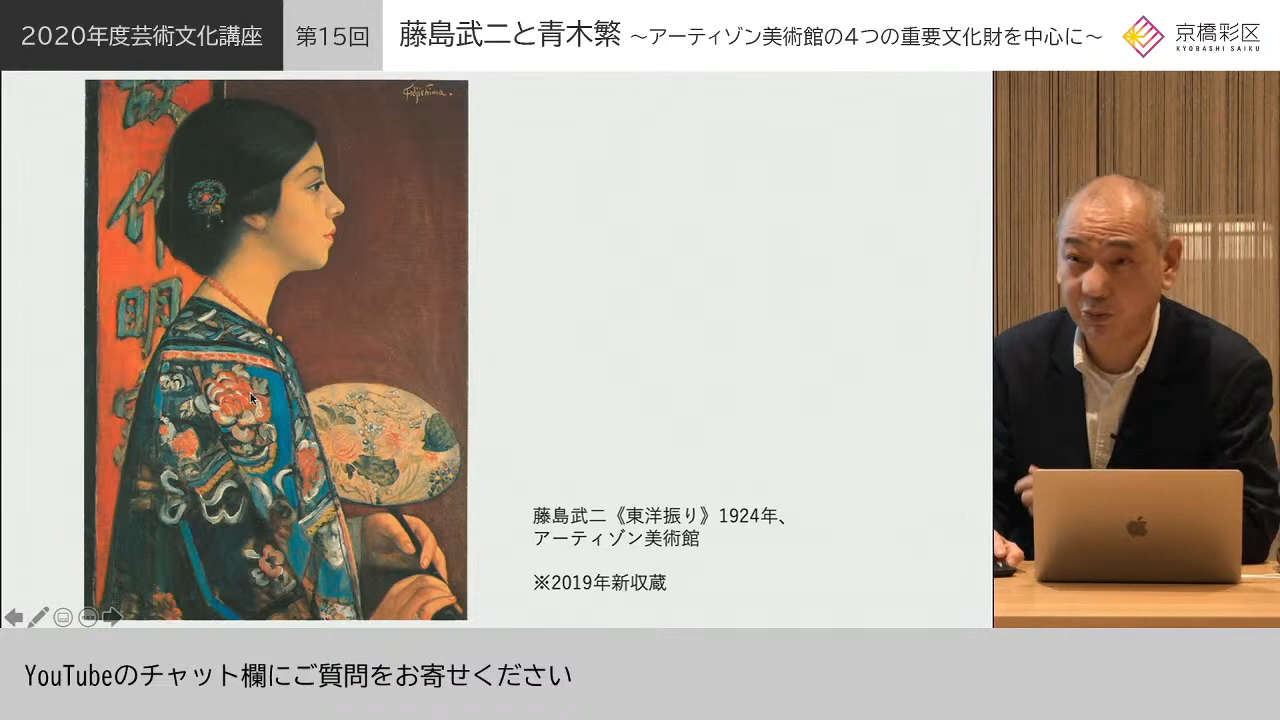 2020年度芸術文化講座
第15回
藤島武二と青木繁 ~アーティゾン美術館の4つの重要文化財を中心に~
京橋彩区
KYOBASHI SAIKU
Fujishima.
藤島武二《東洋振り》1924年、
アーティゾン美術館
※2019年新収蔵
YouTubeのチャット欄にご質問をお寄せください